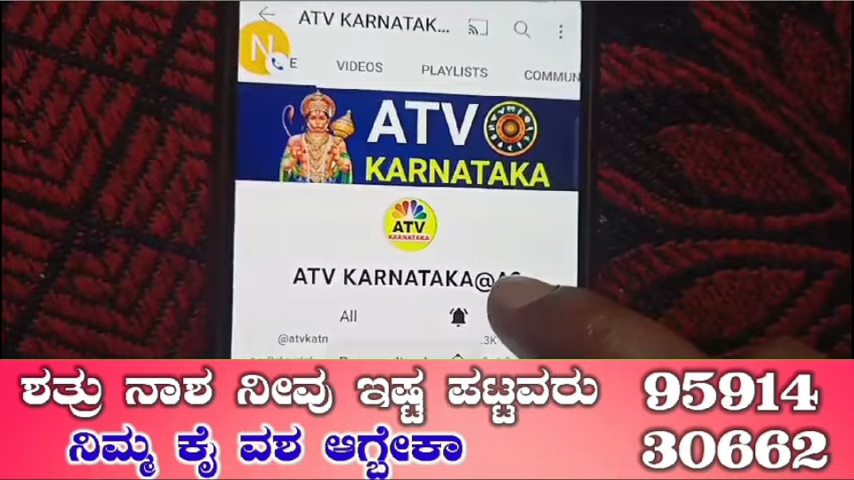 ATV KARNATAK...
N E VIDEOS PLAYLISTS COMMUN
ATV
KARNATAKA
ATV
KARNATAKA
ATV KARNATAKA@
All
@atvkatn .3K
ಶತ್ರು ನಾಶ ನೀವು ಇಷ್ಟ ಪಟ್ಟವರು 95914
ನಿಮ್ಮ ಕೈ ವಶ ಆಗ್ಬೇಕಾ 30662